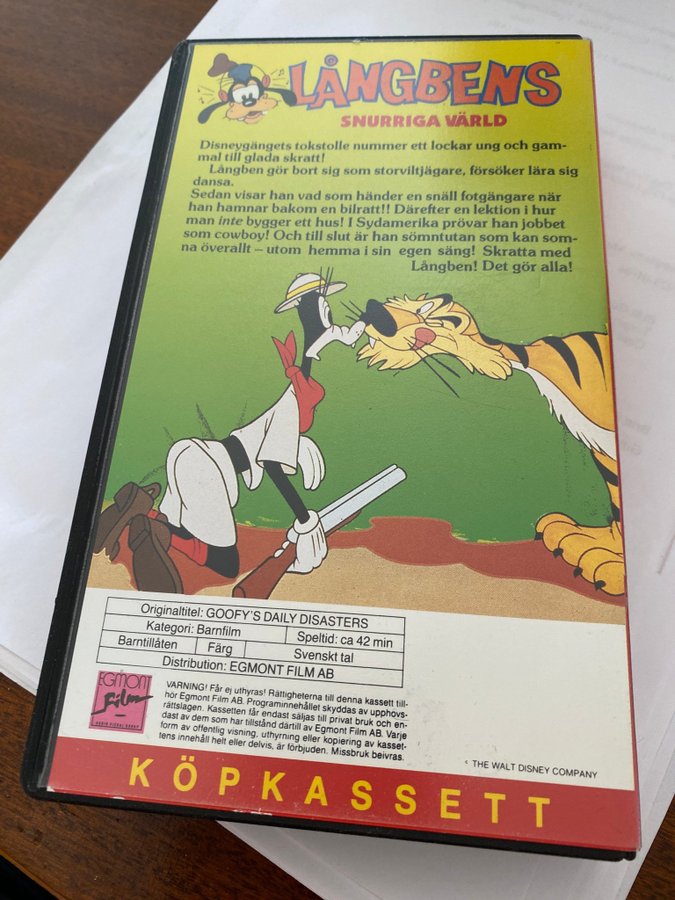 LÅNGBENS
SNURRIGA VÄRLD
Disneygängets tokstolle nummer ett lockar ung och gam-
mal till glada skratt!
Långben gör bort sig som storviltjägare, försöker lära sig
dansa.
Sedan visar han vad som händer en snäll fotgängare när
han hamnar bakom en bilratt!! Därefter en lektion i hur
man inte bygger ett hus! I Sydamerika prövar han jobbet
som cowboy! Och till slut är han sömntutan som kan som-
na överallt – utom hemma i sin egen säng! Skratta med
Långben! Det gör alla!
Originaltitel: GOOFY'S DAILY DISASTERS
Kategori: Barnfilm Speltid: ca 42 min
Barntillåten Färg Svenskt tal
Distribution: EGMONT FILM AB
EGMONT
Film
VARNING! Får ej uthyras! Rättigheterna till denna kassett till-
hör Egmont Film AB. Programinnehållet skyddas av upphovs-
rättslagen. Kassetten får endast säljas till privat bruk och en-
dast av dem som har tillstånd därtill av Egmont Film AB. Varje
form av offentlig visning, uthyrning eller kopiering av kasset-
tens innehåll helt eller delvis, är förbjuden. Missbruk beivras.
© THE WALT DISNEY COMPANY
KÖPKASSETT